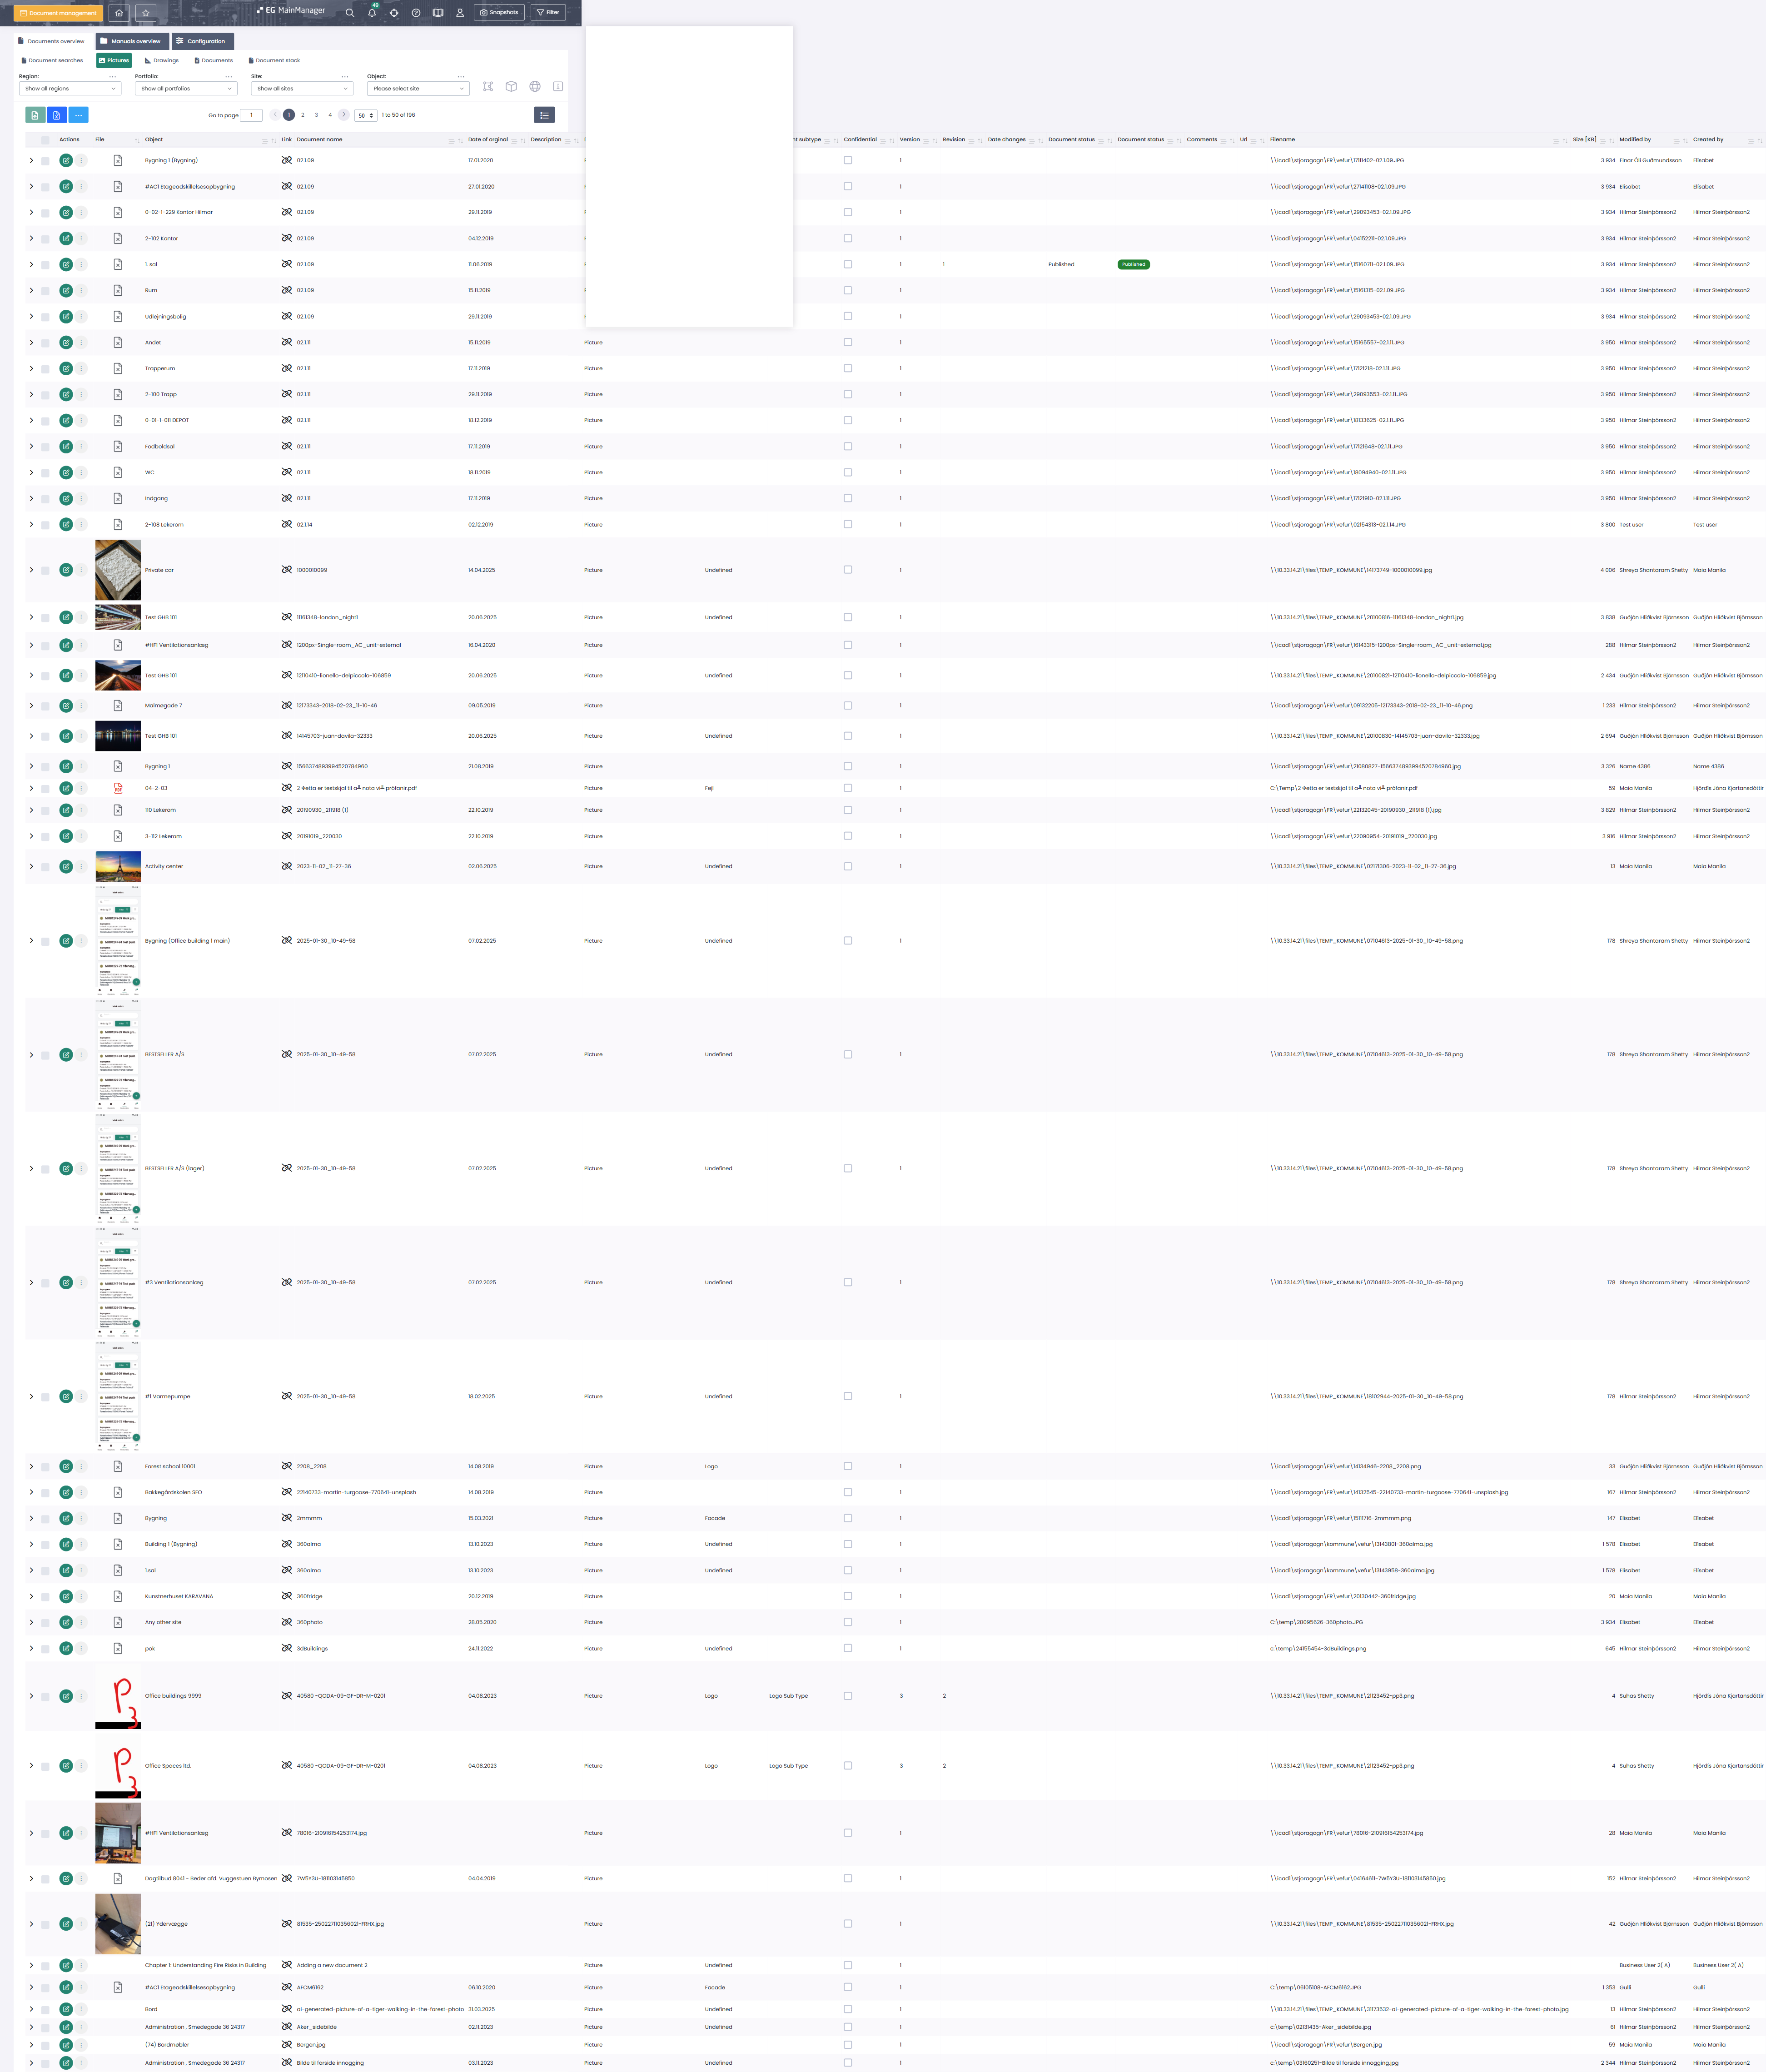 Document management
EG MainManager
Snapshots
Filter
Documents overview
Manuals overview
Configuration
Document searches
Pictures
Drawings
Documents
Document stack
Region:
Portfolio:
Site:
Object:
Show all regions
Show all portfolios
Show all sites
Please select site
Go to page 1 1 2 3 4 50 1 to 50 of 196
Actions File Object Link Document name Date of orginal Description nt subtype Confidential Version Revision Date changes Document status Document status Comments Url Filename Size [KB] Modified by Created by
Bygning 1 (Bygning) 02.1.09 17.01.2020 1 \\icad1\stjoragogn\FR\vefur\17111402-02.1.09.JPG 3 934 Einar Óli Guðmundsson Elisabet
#AC1 Etageadskillelsesopbygning 02.1.09 27.01.2020 1 \\icad1\stjoragogn\FR\vefur\27141108-02.1.09.JPG 3 934 Elisabet Elisabet
0-02-1-229 Kontor Hilmar 02.1.09 29.11.2019 1 \\icad1\stjoragogn\FR\vefur\29093453-02.1.09.JPG 3 934 Hilmar Steinþórsson2 Hilmar Steinþórsson2
2-102 Kontor 02.1.09 04.12.2019 1 \\icad1\stjoragogn\FR\vefur\04152211-02.1.09.JPG 3 934 Hilmar Steinþórsson2 Hilmar Steinþórsson2
1. sal 02.1.09 11.06.2019 1 1 Published Published \\icad1\stjoragogn\FR\vefur\15160711-02.1.09.JPG 3 934 Hilmar Steinþórsson2 Hilmar Steinþórsson2
Rum 02.1.09 15.11.2019 1 \\icad1\stjoragogn\FR\vefur\15161315-02.1.09.JPG 3 934 Hilmar Steinþórsson2 Hilmar Steinþórsson2
Udlejningsbolig 02.1.09 29.11.2019 1 \\icad1\stjoragogn\FR\vefur\29093453-02.1.09.JPG 3 934 Hilmar Steinþórsson2 Hilmar Steinþórsson2
Andet 02.1.11 15.11.2019 Picture 1 \\icad1\stjoragogn\FR\vefur\15165557-02.1.11.JPG 3 950 Hilmar Steinþórsson2 Hilmar Steinþórsson2
Trapperum 02.1.11 17.11.2019 Picture 1 \\icad1\stjoragogn\FR\vefur\17121218-02.1.11.JPG 3 950 Hilmar Steinþórsson2 Hilmar Steinþórsson2
2-100 Trapp 02.1.11 29.11.2019 Picture 1 \\icad1\stjoragogn\FR\vefur\29093553-02.1.11.JPG 3 950 Hilmar Steinþórsson2 Hilmar Steinþórsson2
0-01-1-011 DEPOT 02.1.11 18.12.2019 Picture 1 \\icad1\stjoragogn\FR\vefur\18133625-02.1.11.JPG 3 950 Hilmar Steinþórsson2 Hilmar Steinþórsson2
Fodboldsal 02.1.11 17.11.2019 Picture 1 \\icad1\stjoragogn\FR\vefur\17121648-02.1.11.JPG 3 950 Hilmar Steinþórsson2 Hilmar Steinþórsson2
WC 02.1.11 18.11.2019 Picture 1 \\icad1\stjoragogn\FR\vefur\18094940-02.1.11.JPG 3 950 Hilmar Steinþórsson2 Hilmar Steinþórsson2
Indgang 02.1.11 17.11.2019 Picture 1 \\icad1\stjoragogn\FR\vefur\17121910-02.1.11.JPG 3 950 Hilmar Steinþórsson2 Hilmar Steinþórsson2
2-108 Lekerom 02.1.14 02.12.2019 Picture 1 \\icad1\stjoragogn\FR\vefur\02154313-02.1.14.JPG 3 800 Test user Test user
Private car 1000010099 14.04.2025 Picture Undefined 1 \\10.33.14.21\files\TEMP_KOMMUNE\14173749-1000010099.jpg 4 006 Shreya Shantaram Shetty Maia Manila
Test GHB 101 11161348-london_night1 20.06.2025 Picture Undefined 1 \\10.33.14.21\files\TEMP_KOMMUNE\20100816-11161348-london_night1.jpg 3 838 Guðjón Hlíðkvist Björnsson Guðjón Hlíðkvist Björnsson
#HF1 Ventilationsanlæg 1200px-Single-room_AC_unit-external 16.04.2020 Picture 1 \\icad1\stjoragogn\FR\vefur\16143315-1200px-Single-room_AC_unit-external.jpg 288 Hilmar Steinþórsson2 Hilmar Steinþórsson2
Test GHB 101 12110410-lionello-delpiccolo-106859 20.06.2025 Picture Undefined 1 \\10.33.14.21\files\TEMP_KOMMUNE\20100821-12110410-lionello-delpiccolo-106859.jpg 2 434 Guðjón Hlíðkvist Björnsson Guðjón Hlíðkvist Björnsson
Malmøgade 7 12173343-2018-02-23_11-10-46 09.05.2019 Picture 1 \\icad1\stjoragogn\FR\vefur\09132205-12173343-2018-02-23_11-10-46.png 1 233 Hilmar Steinþórsson2 Hilmar Steinþórsson2
Test GHB 101 14145703-juan-davila-32333 20.06.2025 Picture Undefined 1 \\10.33.14.21\files\TEMP_KOMMUNE\20100830-14145703-juan-davila-32333.jpg 2 694 Guðjón Hlíðkvist Björnsson Guðjón Hlíðkvist Björnsson
Bygning 1 15663748939945207849​60 21.08.2019 Picture 1 \\icad1\stjoragogn\FR\vefur\21080827-1566374893994520784960.jpg 3 326 Name 4386 Name 4386
04-2-03 Picture Fejl 1 59 Maia Manila Hjördís Jóna Kjartansdóttir
110 Lekerom 20190930_211918 (1) 22.10.2019 Picture 1 \\icad1\stjoragogn\FR\vefur\22132045-20190930_211918 (1).jpg 3 829 Hilmar Steinþórsson2 Hilmar Steinþórsson2
3-112 Lekerom 20191019_220030 22.10.2019 Picture 1 \\icad1\stjoragogn\FR\vefur\22090954-20191019_220030.jpg 3 916 Hilmar Steinþórsson2 Hilmar Steinþórsson2
Activity center 2023-11-02_11-27-36 02.06.2025 Picture Undefined 1 \\10.33.14.21\files\TEMP_KOMMUNE\02171306-2023-11-02_11-27-36.jpg 13 Maia Manila Maia Manila
Bygning (Office building 1 main) 2025-01-30_10-49-58 07.02.2025 Picture Undefined 1 \\10.33.14.21\files\TEMP_KOMMUNE\07104613-2025-01-30_10-49-58.png 178 Shreya Shantaram Shetty Hilmar Steinþórsson2
BESTSELLER A/S 2025-01-30_10-49-58 07.02.2025 Picture Undefined 1 \\10.33.14.21\files\TEMP_KOMMUNE\07104613-2025-01-30_10-49-58.png 178 Shreya Shantaram Shetty Hilmar Steinþórsson2
BESTSELLER A/S (lager) 2025-01-30_10-49-58 07.02.2025 Picture Undefined 1 \\10.33.14.21\files\TEMP_KOMMUNE\07104613-2025-01-30_10-49-58.png 178 Shreya Shantaram Shetty Hilmar Steinþórsson2
#3 Ventilationsanlæg 2025-01-30_10-49-58 07.02.2025 Picture Undefined 1 \\10.33.14.21\files\TEMP_KOMMUNE\07104613-2025-01-30_10-49-58.png 178 Shreya Shantaram Shetty Hilmar Steinþórsson2
#1 Varmepumpe 2025-01-30_10-49-58 18.02.2025 Picture Undefined 1 \\10.33.14.21\files\TEMP_KOMMUNE\18102944-2025-01-30_10-49-58.png 178 Hilmar Steinþórsson2 Hilmar Steinþórsson2
Forest school 10001 2208_2208 14.08.2019 Picture Logo 1 \\icad1\stjoragogn\FR\vefur\14134946-2208_2208.png 33 Guðjón Hlíðkvist Björnsson Guðjón Hlíðkvist Björnsson
Bakkegårdskolen SFO 22140733-martin-turgoose-770641-unsplash 14.08.2019 Picture 1 \\icad1\stjoragogn\FR\vefur\14132545-22140733-martin-turgoose-770641-unsplash.jpg 167 Hilmar Steinþórsson2 Hilmar Steinþórsson2
Bygning 2mmmm 15.03.2021 Picture Facade 1 \\icad1\stjoragogn\FR\vefur\15111716-2mmmm.png 147 Elisabet Elisabet
Building 1 (Bygning) 360alma 13.10.2023 Picture Undefined 1 \\icad1\stjoragogn\kommune\vefur\13143801-360alma.jpg 1 578 Elisabet Elisabet
1.sal 360alma 13.10.2023 Picture Undefined 1 \\icad1\stjoragogn\kommune\vefur\13143958-360alma.jpg 1 578 Elisabet Elisabet
Kunstnerhuset KARAVANA 360fridge 20.12.2019 Picture 1 \\icad1\stjoragogn\FR\vefur\20130442-360fridge.jpg 20 Maia Manila Maia Manila
Any other site 360photo 28.05.2020 Picture Undefined 1 C:\temp\28095626-360photo.JPG 3 934 Elisabet Elisabet
pok 3dBuildings 24.11.2022 Picture Undefined 1 c:\temp\24155454-3dBuildings.png 645 Hilmar Steinþórsson2 Hilmar Steinþórsson2
Office buildings 9999 40580 -QODA-09-GF-DR-M-0201 04.08.2023 Picture Logo Logo Sub Type 3 2 \\10.33.14.21\files\TEMP_KOMMUNE\21123452-pp3.png 4 Suhas Shetty Hjördís Jóna Kjartansdóttir
Office Spaces ltd. 40580 -QODA-09-GF-DR-M-0201 04.08.2023 Picture Logo Logo Sub Type 3 2 \\10.33.14.21\files\TEMP_KOMMUNE\21123452-pp3.png 4 Suhas Shetty Hjördís Jóna Kjartansdóttir
#HF1 Ventilationsanlæg 78016-210916154253174.jpg Picture 1 \\icad1\stjoragogn\FR\vefur\78016-210916154253174.jpg 28 Maia Manila Maia Manila
Dagtilbud 8041 - Beder afd. Vuggestuen Bymosen 7W5Y3U-181103145850 04.04.2019 Picture 1 \\icad1\stjoragogn\FR\vefur\04164611-7W5Y3U-181103145850.jpg 152 Hilmar Steinþórsson2 Hilmar Steinþórsson2
(21) Ydervægge 81535-250227110356021-FRHX.jpg Picture 1 \\10.33.14.21\files\TEMP_KOMMUNE\81535-250227110356021-FRHX.jpg 42 Guðjón Hlíðkvist Björnsson Guðjón Hlíðkvist Björnsson
Chapter 1: Understanding Fire Risks in Building Adding a new document 2 Picture Undefined 1 Business User 2( A) Business User 2( A)
#AC1 Etageadskillelsesopbygning AFCM6162 06.10.2020 Picture Facade 1 C:\temp\06105108-AFCM6162.JPG 1 353 Gulli Gulli
Bord ai-generated-picture-of-a-tiger-walking-in-the-forest-photo 31.03.2025 Picture Undefined 1 \\10.33.14.21\files\TEMP_KOMMUNE\31173532-ai-generated-picture-of-a-tiger-walking-in-the-forest-photo.jpg 13 Hilmar Steinþórsson2 Hilmar Steinþórsson2
Administration , Smedegade 36 24317 Aker_sidebilde 02.11.2023 Picture Undefined 1 c:\temp\02131435-Aker_sidebilde.jpg 61 Hilmar Steinþórsson2 Hilmar Steinþórsson2
(74) Bordmøbler Bergen.jpg Picture 1 \\icad1\stjoragogn\FR\vefur\Bergen.jpg 59 Maia Manila Maia Manila
Administration , Smedegade 36 24317 Bilde til forside innogging 03.11.2023 Picture Undefined 1 c:\temp\03160251-Bilde til forside innogging.jpg 2 344 Hilmar Steinþórsson2 Hilmar Steinþórsson2